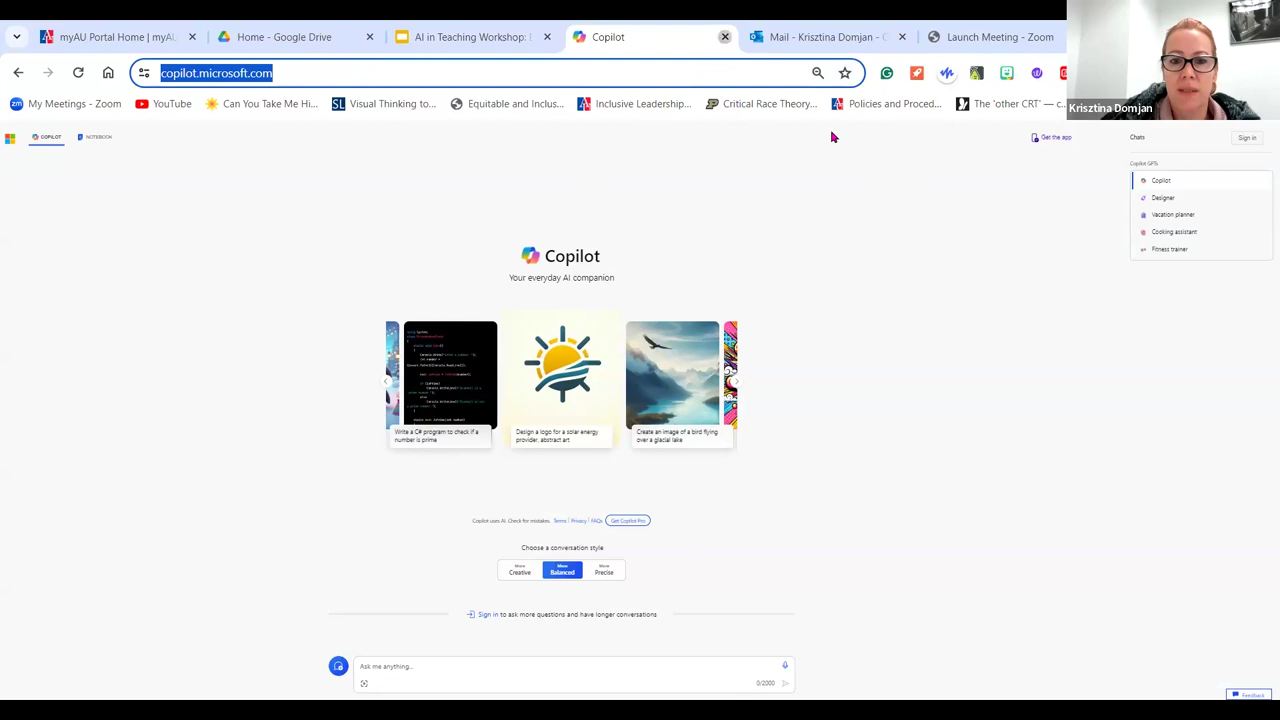 myAU Portal Home | myAU
Home - Google Drive
AI in Teaching Workshop:
Copilot
Mail - Krisztina Domjan - O
Launch Meeting - Zoom
copilot.microsoft.com
My Meetings - Zoom
YouTube
Can You Take Me Hi...
Visual Thinking to...
Equitable and Inclus...
Inclusive Leadership...
Critical Race Theory...
Policies and Proced...
The 'other CRT' — c...
Krisztina Domjan
COPILOT
NOTEBOOK
Get the app
Chats
Sign in
Copilot GPTs
Copilot
Designer
Vacation planner
Cooking assistant
Fitness trainer
Copilot
Your everyday AI companion
Write a C# program to check if a
number is prime
Design a logo for a solar energy
provider, abstract art
Create an image of a bird flying
over a glacial lake
Copilot uses AI. Check for mistakes. Terms | Privacy | FAQs Get Copilot Pro
Choose a conversation style
More
Creative
More
Balanced
More
Precise
Sign in to ask more questions and have longer conversations
Ask me anything...
0/2000
Feedback